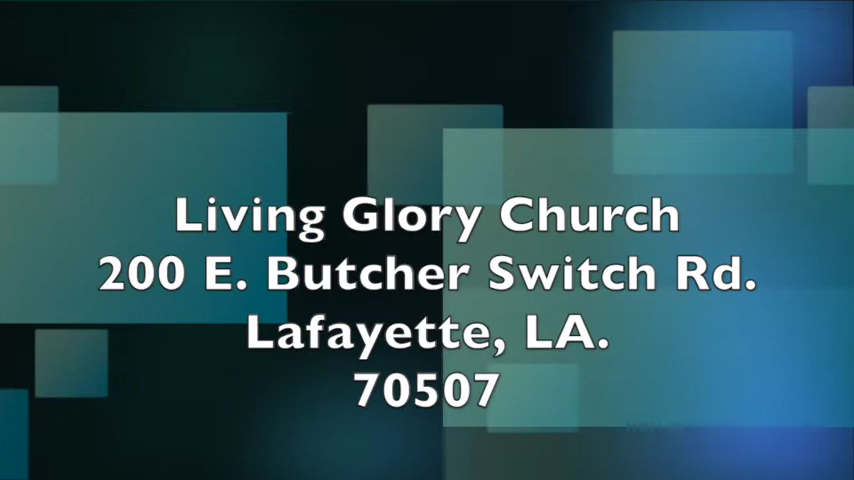 Living Glory Church
200 E. Butcher Switch Rd.
Lafayette, LA.
70507